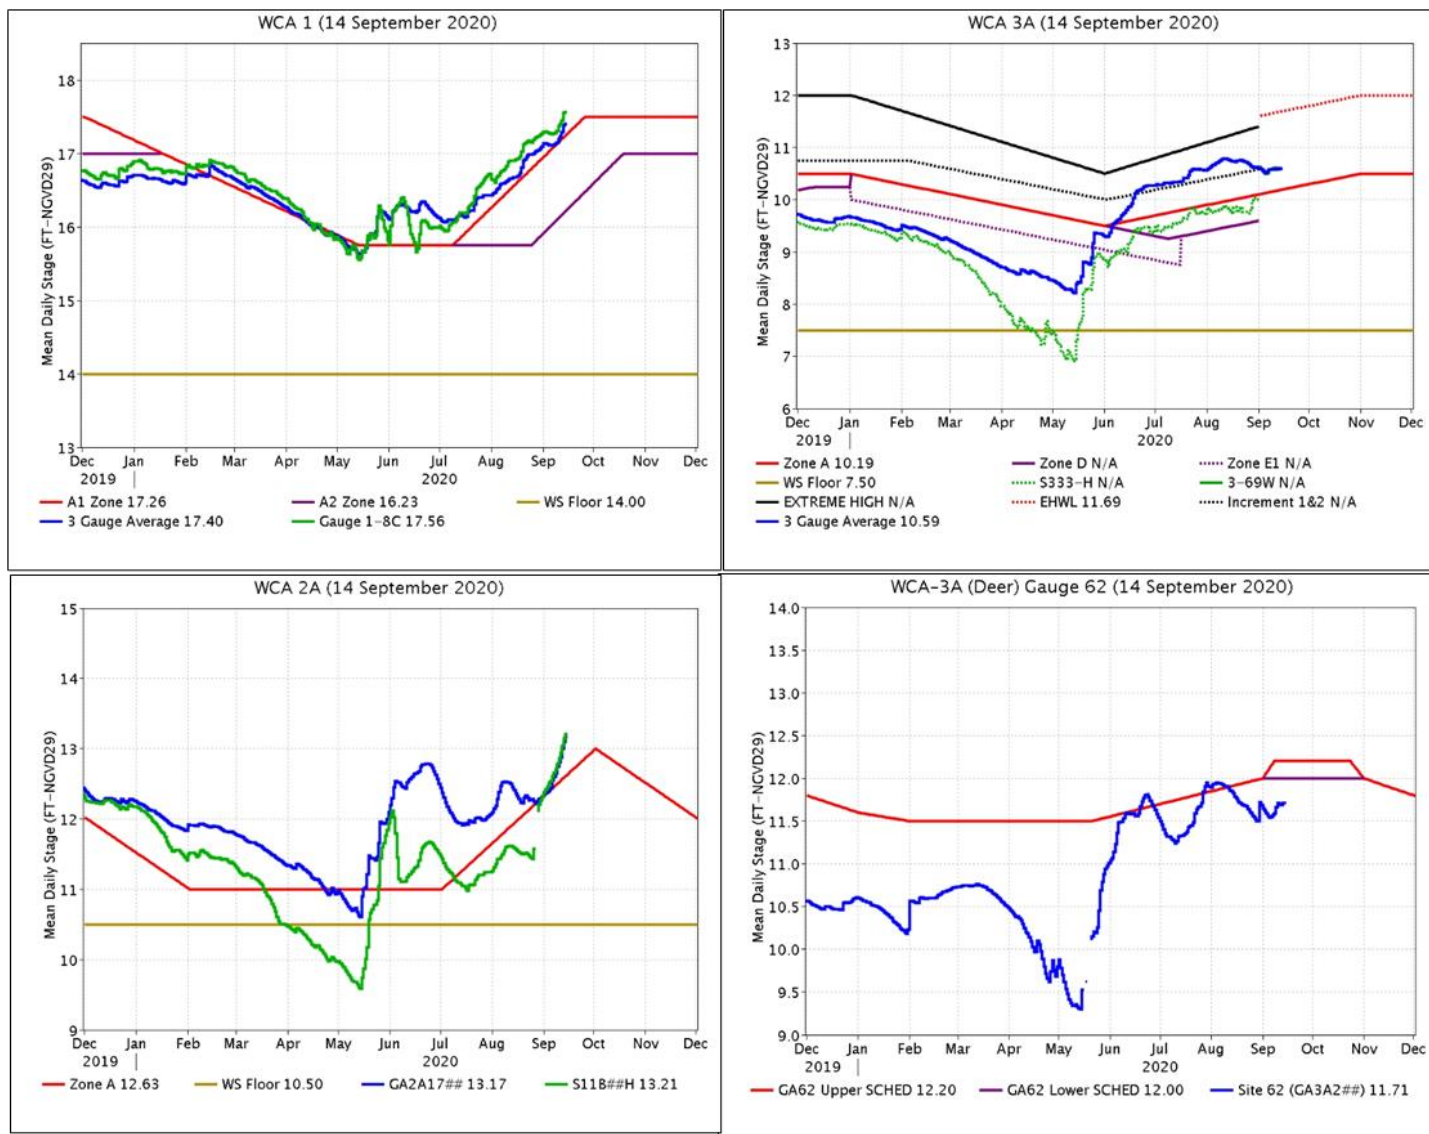 WCA 1 (14 September 2020)
Mean Daily Stage (FT-NGVD29)
18
17
16
15
14
13
Dec Jan Feb Mar Apr May Jun Jul Aug Sep Oct Nov Dec
2019 | 2020
A1 Zone 17.26 A2 Zone 16.23 WS Floor 14.00
3 Gauge Average 17.40 Gauge 1-8C 17.56
WCA 3A (14 September 2020)
Mean Daily Stage (FT-NGVD29)
13
12
11
10
9
8
7
6
Dec Jan Feb Mar Apr May Jun Jul Aug Sep Oct Nov Dec
2019 | 2020
Zone A 10.19 Zone D N/A Zone E1 N/A
WS Floor 7.50 S333-H N/A 3-69W N/A
EXTREME HIGH N/A EHWL 11.69 Increment 1&2 N/A
3 Gauge Average 10.59
WCA 2A (14 September 2020)
Mean Daily Stage (FT-NGVD29)
15
14
13
12
11
10
9
Dec Jan Feb Mar Apr May Jun Jul Aug Sep Oct Nov Dec
2019 | 2020
Zone A 12.63 WS Floor 10.50 GA2A17## 13.17 S11B##H 13.21
WCA-3A (Deer) Gauge 62 (14 September 2020)
Mean Daily Stage (FT-NGVD29)
14.0
13.5
13.0
12.5
12.0
11.5
11.0
10.5
10.0
9.5
9.0
Dec Jan Feb Mar Apr May Jun Jul Aug Sep Oct Nov Dec
2019 | 2020
GA62 Upper SCHED 12.20 GA62 Lower SCHED 12.00 Site 62 (GA3A2##) 11.71